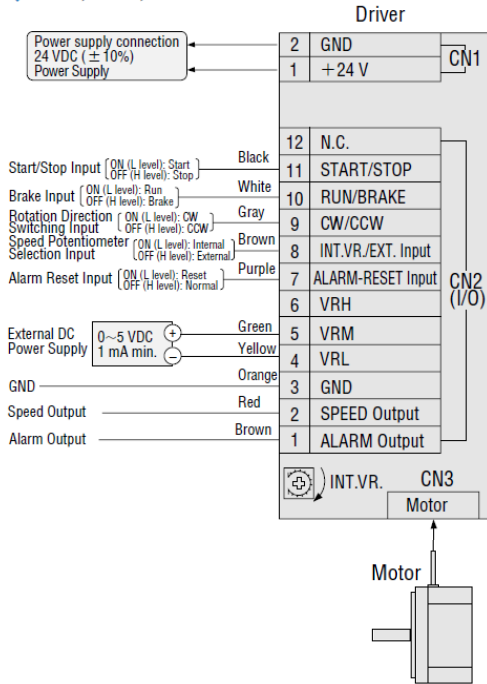 Driver
Power supply connection
24 VDC (±10%)
Power Supply
2 GND
1 +24 V
CN1
12 N.C.
Start/Stop Input [ON (L level): Start
OFF (H level): Stop]
Black
11 START/STOP
Brake Input [ON (L level): Run
OFF (H level): Brake]
White
10 RUN/BRAKE
Rotation Direction
Switching Input [ON (L level): CW
OFF (H level): CCW]
Gray
9 CW/CCW
Speed Potentiometer
Selection Input [ON (L level): Internal
OFF (H level): External]
Brown
8 INT.VR./EXT. Input
Alarm Reset Input [ON (L level): Reset
OFF (H level): Normal]
Purple
7 ALARM-RESET Input
CN2
(I/O)
6 VRH
External DC
Power Supply
0~5 VDC
1 mA min.
+
−
Green
5 VRM
Yellow
4 VRL
GND
Orange
3 GND
Speed Output
Red
2 SPEED Output
Alarm Output
Brown
1 ALARM Output
INT.VR.
CN3
Motor
Motor